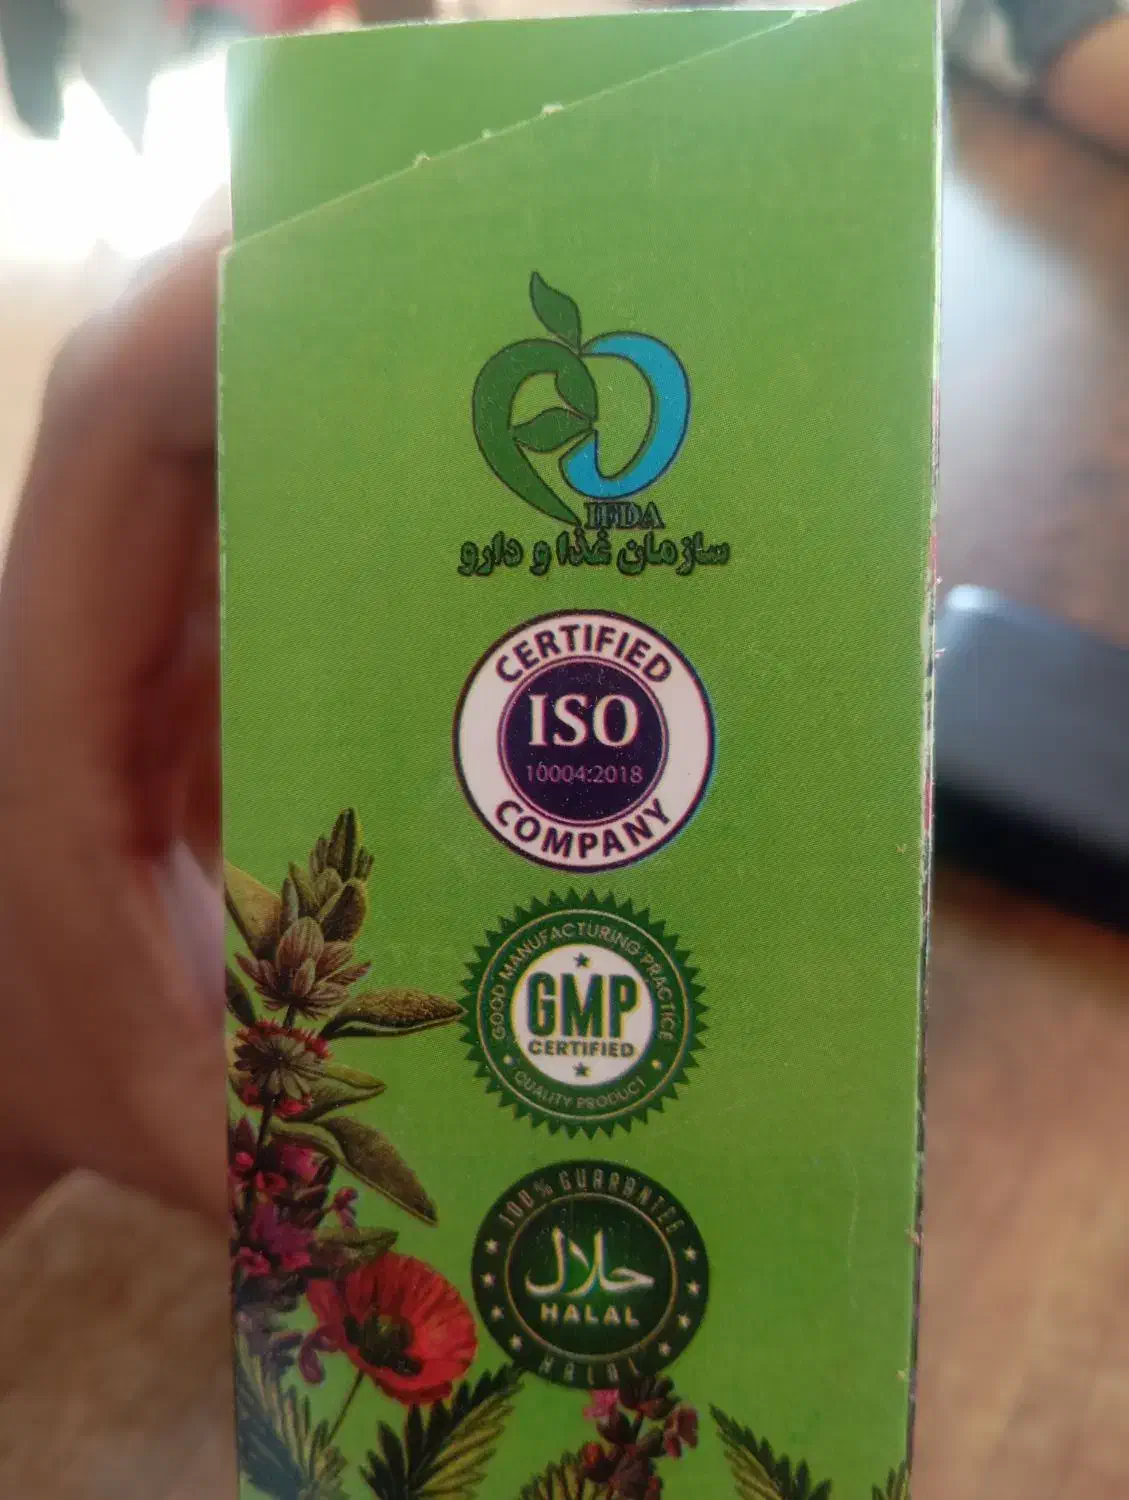 IFDA
سازمان غذا و دارو
CERTIFIED
ISO
10004:2018
COMPANY
GOOD MANUFACTURING PRACTICE
GMP
CERTIFIED
QUALITY PRODUCT
100% GUARANTEE
حلال
HALAL
HALAL